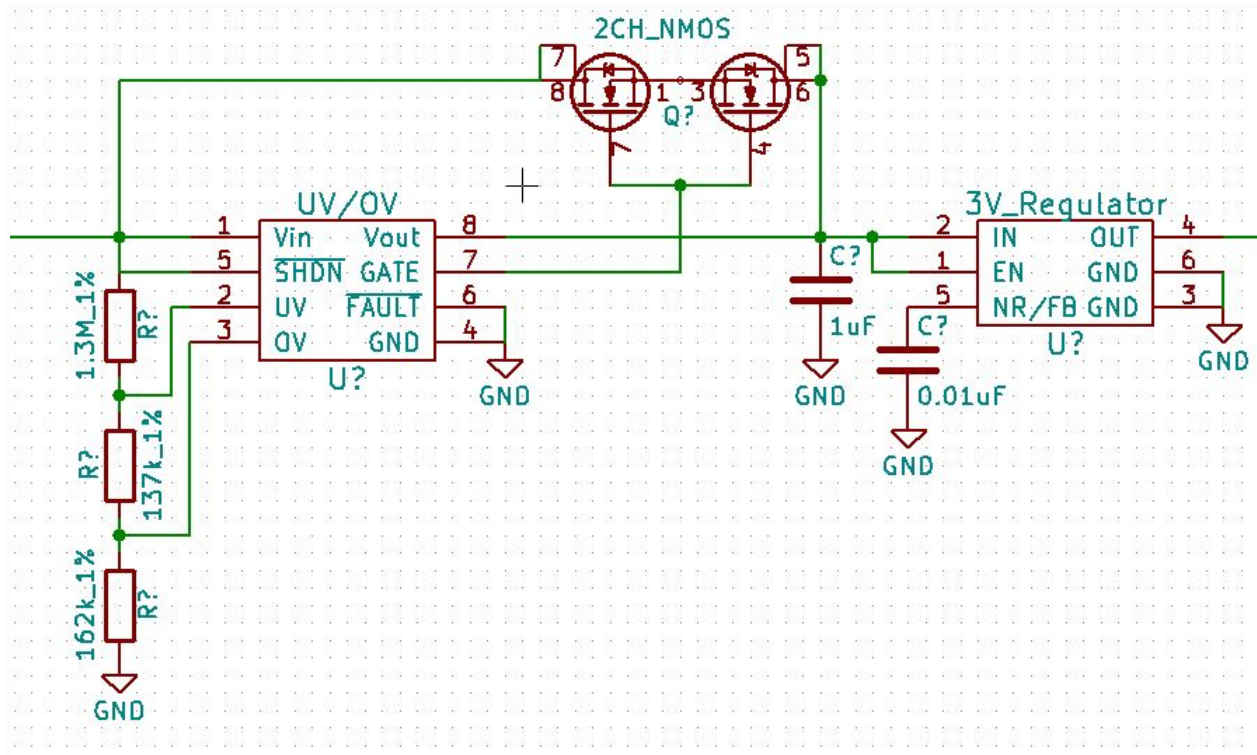 2CH_NMOS
7
5
8
1
3
6
Q?
2
4
UV/OV
3V_Regulator
1
Vin
Vout
8
2
IN
OUT
4
5
SHDN
GATE
7
1
EN
GND
6
2
UV
FAULT
6
5
NR/FB
GND
3
3
OV
GND
4
U?
U?
1.3M_1%
R?
GND
C?
1uF
GND
C?
0.01uF
GND
GND
R?
137k_1%
162k_1%
R?
GND